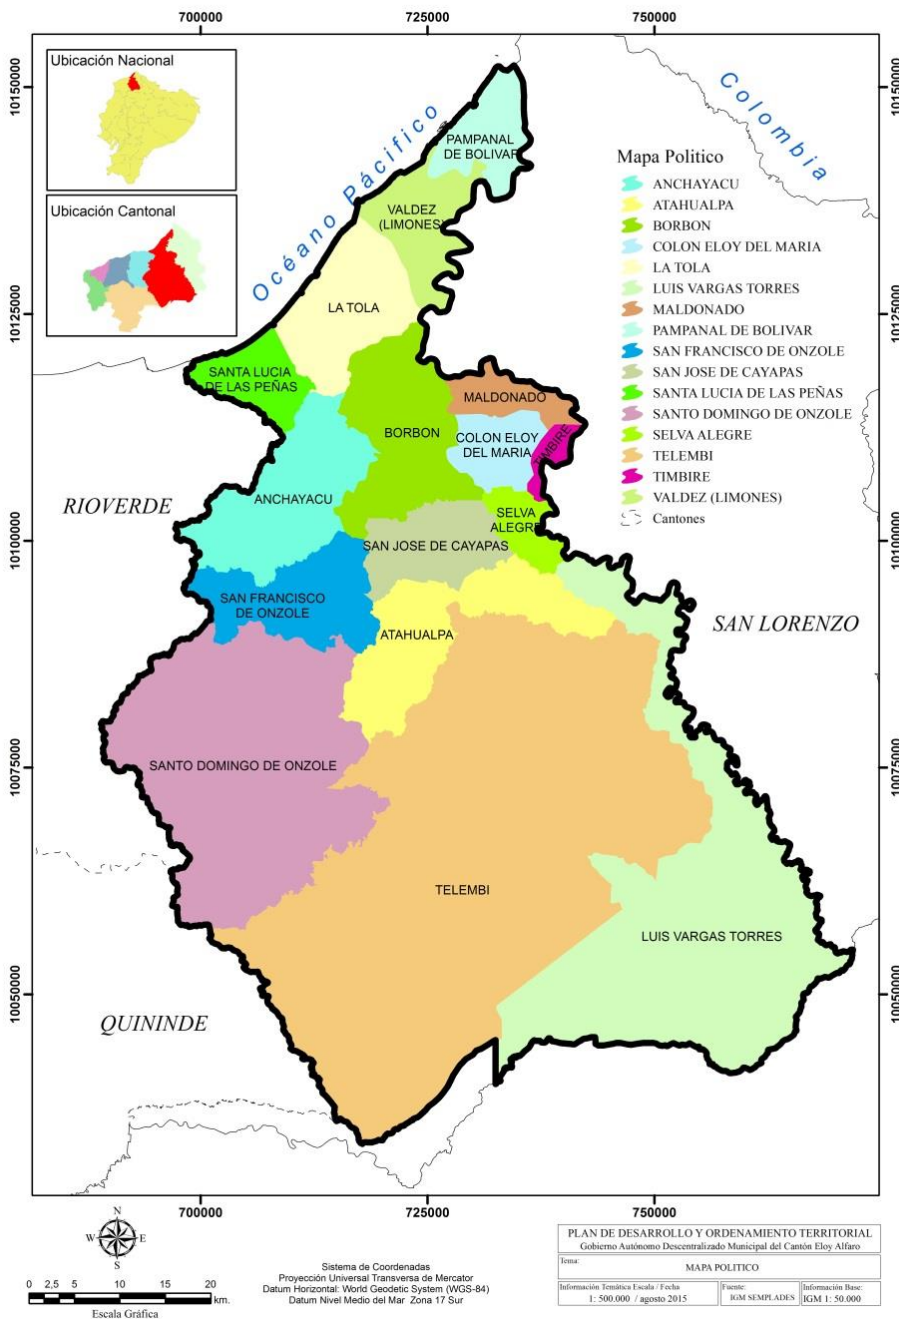 700000
725000
750000
10150000
10125000
10100000
10075000
10050000
10150000
10125000
10100000
10075000
10050000
Ubicación Nacional
Ubicación Cantonal
Océano Pácifico
Colombia
PAMPANAL
DE BOLIVAR
VALDEZ
(LIMONES)
LA TOLA
SANTA LUCIA
DE LAS PEÑAS
MALDONADO
BORBON
COLON ELOY
DEL MARIA
TIMBIRE
ANCHAYACU
SELVA
ALEGRE
SAN JOSE DE CAYAPAS
SAN FRANCISCO
DE ONZOLE
ATAHUALPA
SANTO DOMINGO DE ONZOLE
TELEMBI
LUIS VARGAS TORRES
RIOVERDE
SAN LORENZO
QUININDE
Mapa Politico
ANCHAYACU
ATAHUALPA
BORBON
COLON ELOY DEL MARIA
LA TOLA
LUIS VARGAS TORRES
MALDONADO
PAMPANAL DE BOLIVAR
SAN FRANCISCO DE ONZOLE
SAN JOSE DE CAYAPAS
SANTA LUCIA DE LAS PEÑAS
SANTO DOMINGO DE ONZOLE
SELVA ALEGRE
TELEMBI
TIMBIRE
VALDEZ (LIMONES)
Cantones
700000
725000
750000
N
W
E
S
0 2,5 5 10 15 20
km.
Escala Gráfica
Sistema de Coordenadas
Proyección Universal Transversa de Mercator
Datum Horizontal: World Geodetic System (WGS-84)
Datum Nivel Medio del Mar Zona 17 Sur
PLAN DE DESARROLLO Y ORDENAMIENTO TERRITORIAL
Gobierno Autónomo Descentralizado Municipal del Cantón Eloy Alfaro
Tema:
MAPA POLITICO
Información Temática Escala / Fecha
1: 500.000 / agosto 2015
Fuente:
IGM SEMPLADES
Información Base:
IGM 1: 50.000